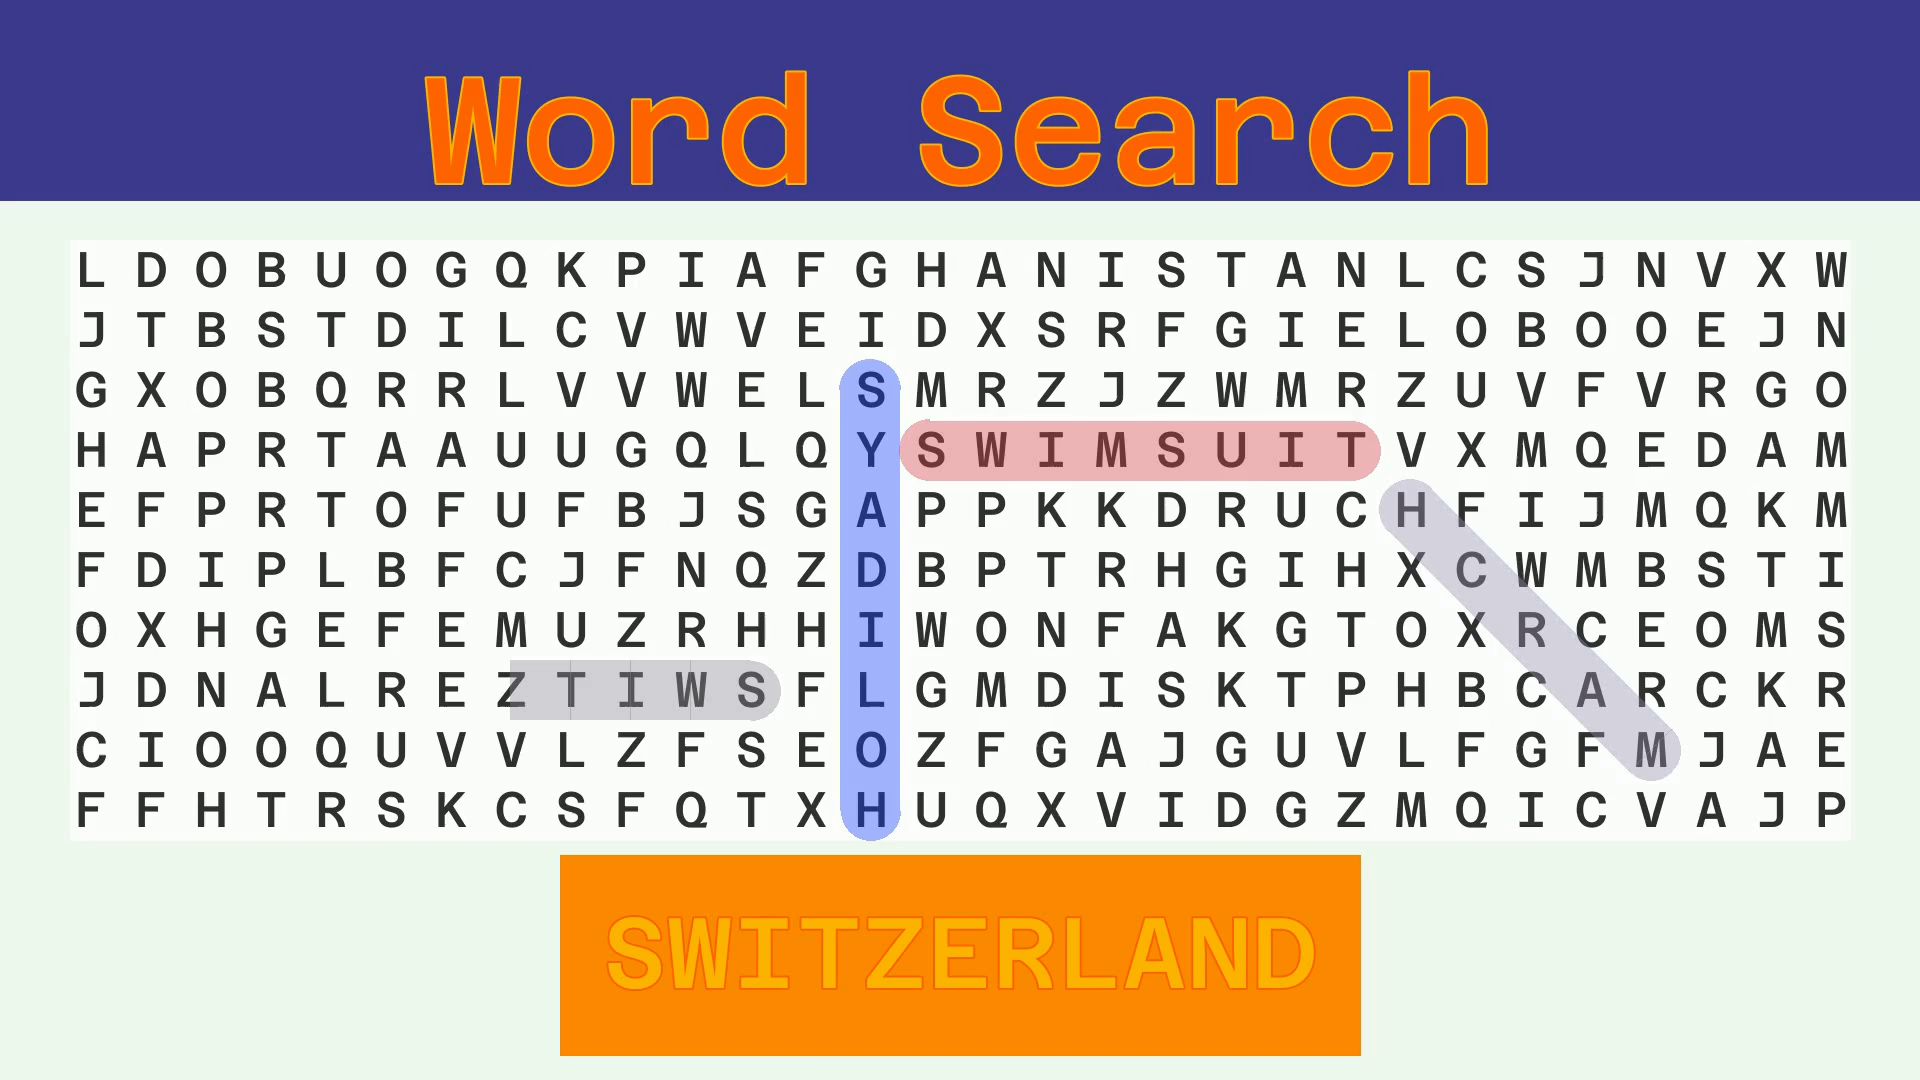 Word Search
L D O B U O G Q K P I A F G H A N I S T A N L C S J N V X W
J T B S T D I L C V W V E I D X S R F G I E L O B O O E J N
G X O B Q R R L V V W E L S M R Z J Z W M R Z U V F V R G O
H A P R T A A U U G Q L Q Y S W I M S U I T V X M Q E D A M
E F P R T O F U F B J S G A P P K K D R U C H F I J M Q K M
F D I P L B F C J F N Q Z D B P T R H G I H X C W M B S T I
O X H G E F E M U Z R H H I W O N F A K G T O X R C E O M S
J D N A L R E Z T I W S F L G M D I S K T P H B C A R C K R
C I O O Q U V V L Z F S E O Z F G A J G U V L F G F M J A E
F F H T R S K C S F Q T X H U Q X V I D G Z M Q I C V A J P
SWITZERLAND